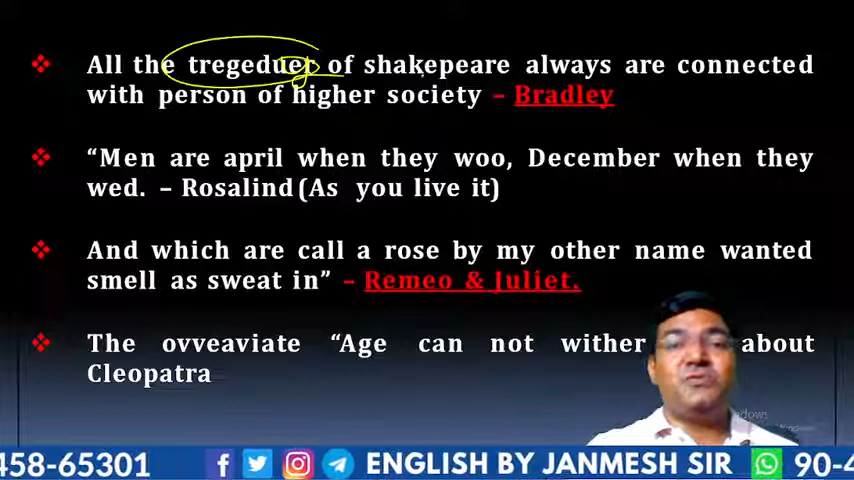 ❖ All the tregeduer of shakepeare always are connected
with person of higher society – Bradley
❖ “Men are april when they woo, December when they
wed. – Rosalind (As you live it)
❖ And which are call a rose by my other name wanted
smell as sweat in” – Remeo & Juliet.
❖ The ovveaviate “Age can not wither about
Cleopatra
458-65301 ENGLISH BY JANMESH SIR 90-4